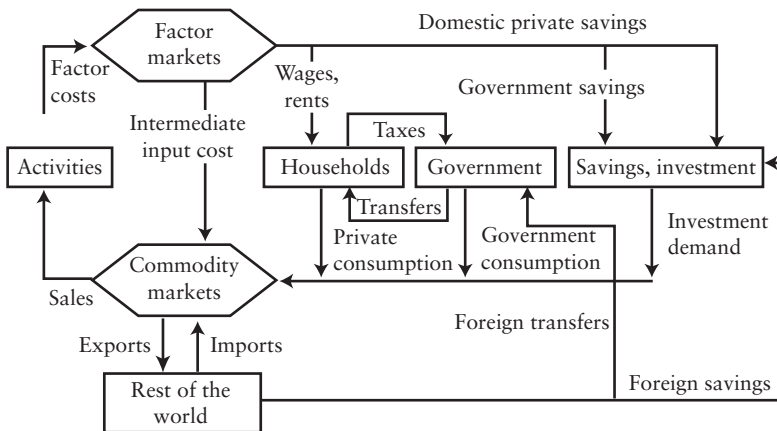 Factor
markets
Domestic private savings
Factor
costs
Wages,
rents
Government savings
Intermediate
input cost
Taxes
Activities
Households
Government
Savings, investment
Transfers
Private
consumption
Government
consumption
Investment
demand
Commodity
markets
Sales
Foreign transfers
Exports
Imports
Rest of the
world
Foreign savings